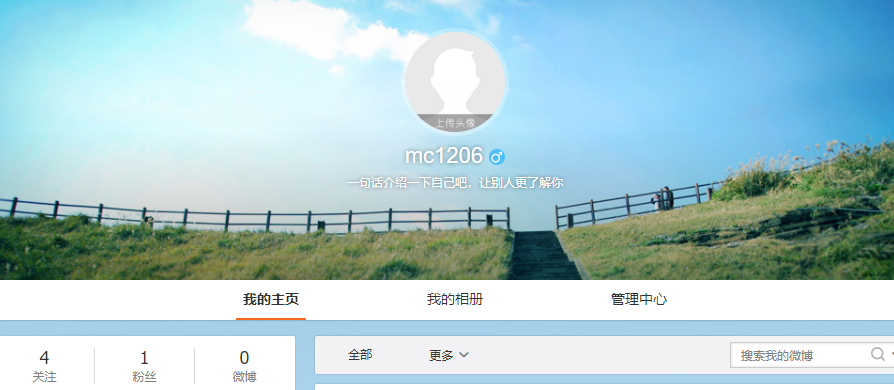 上传头像
mc1206
一句话介绍一下自己吧，让别人更了解你
我的主页 我的相册 管理中心
4 1 0
关注 粉丝 微博
全部 更多 搜索我的微博